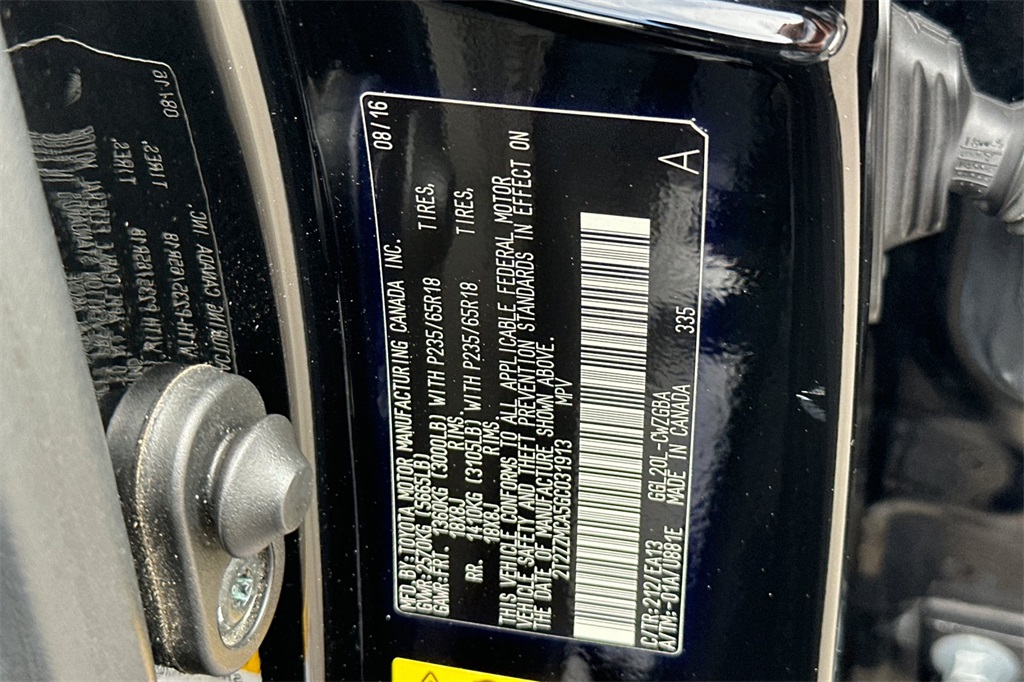 MFD BY: TOYOTA MOTOR MANUFACTURING CANADA INC. 08/16
GVWR: 2570KG (5665LB)
GAWR: FRT. 1360KG (3000LB) WITH P235/65R18 TIRES,
18X8J RIMS.
RR. 1410KG (3105LB) WITH P235/65R18 TIRES,
18X8J RIMS.
THIS VEHICLE CONFORMS TO ALL APPLICABLE FEDERAL MOTOR
VEHICLE SAFETY AND THEFT PREVENTION STANDARDS IN EFFECT ON
THE DATE OF MANUFACTURE SHOWN ABOVE.
2T2ZZMCA5GC031913 MPV
C/TR: 212/EA13 GGL20L-CWZGBA 335
A/TM: -01A/U881E MADE IN CANADA A